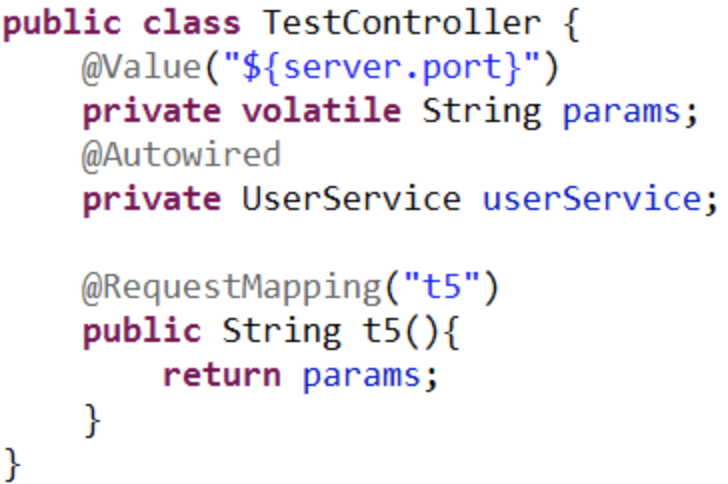 public class TestController {
    @Value("${server.port}")
    private volatile String params;
    @Autowired
    private UserService userService;

    @RequestMapping("t5")
    public String t5(){
        return params;
    }
}